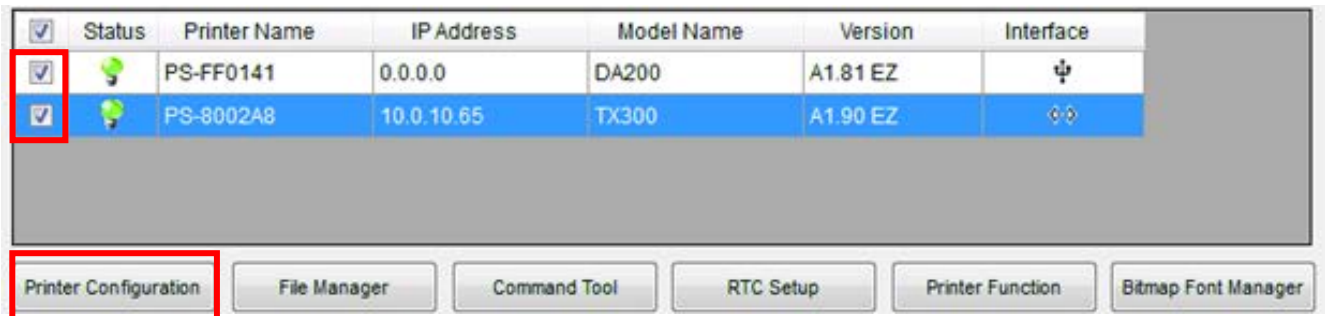 Status Printer Name IP Address Model Name Version Interface
PS-FF0141 0.0.0.0 DA200 A1.81 EZ
PS-8002A8 10.0.10.65 TX300 A1.90 EZ
Printer Configuration File Manager Command Tool RTC Setup Printer Function Bitmap Font Manager